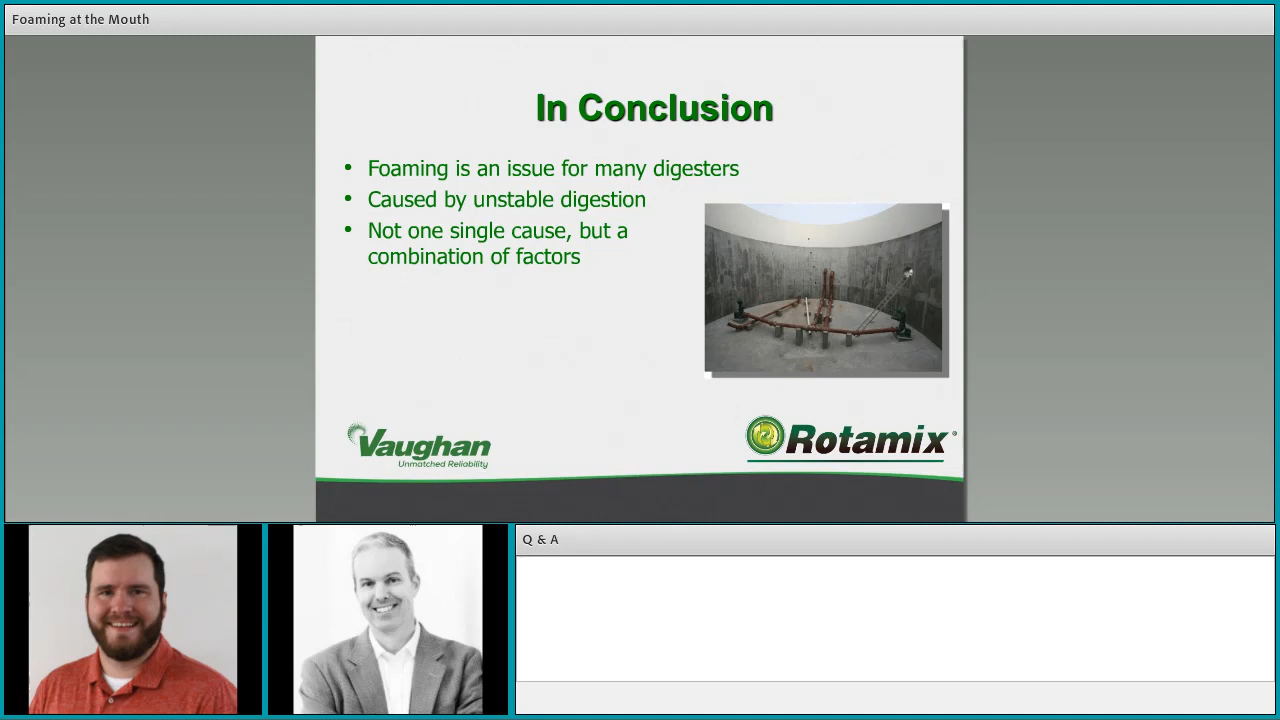 Foaming at the Mouth
In Conclusion
• Foaming is an issue for many digesters
• Caused by unstable digestion
• Not one single cause, but a
combination of factors
Vaughan
Unmatched Reliability
Rotamix®
Q & A